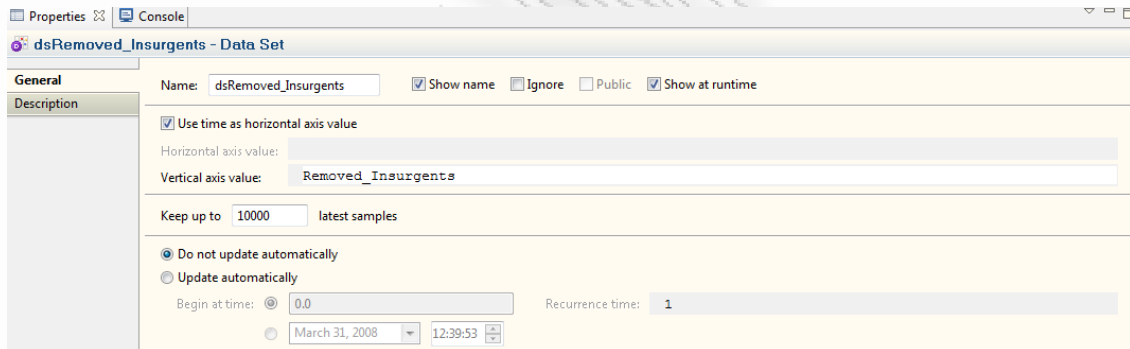 Properties Console
dsRemoved_Insurgents - Data Set
General
Description
Name: dsRemoved_Insurgents Show name Ignore Public Show at runtime
Use time as horizontal axis value
Horizontal axis value:
Vertical axis value: Removed_Insurgents
Keep up to 10000 latest samples
Do not update automatically
Update automatically
Begin at time: 0.0 Recurrence time: 1
March 31, 2008 12:39:53